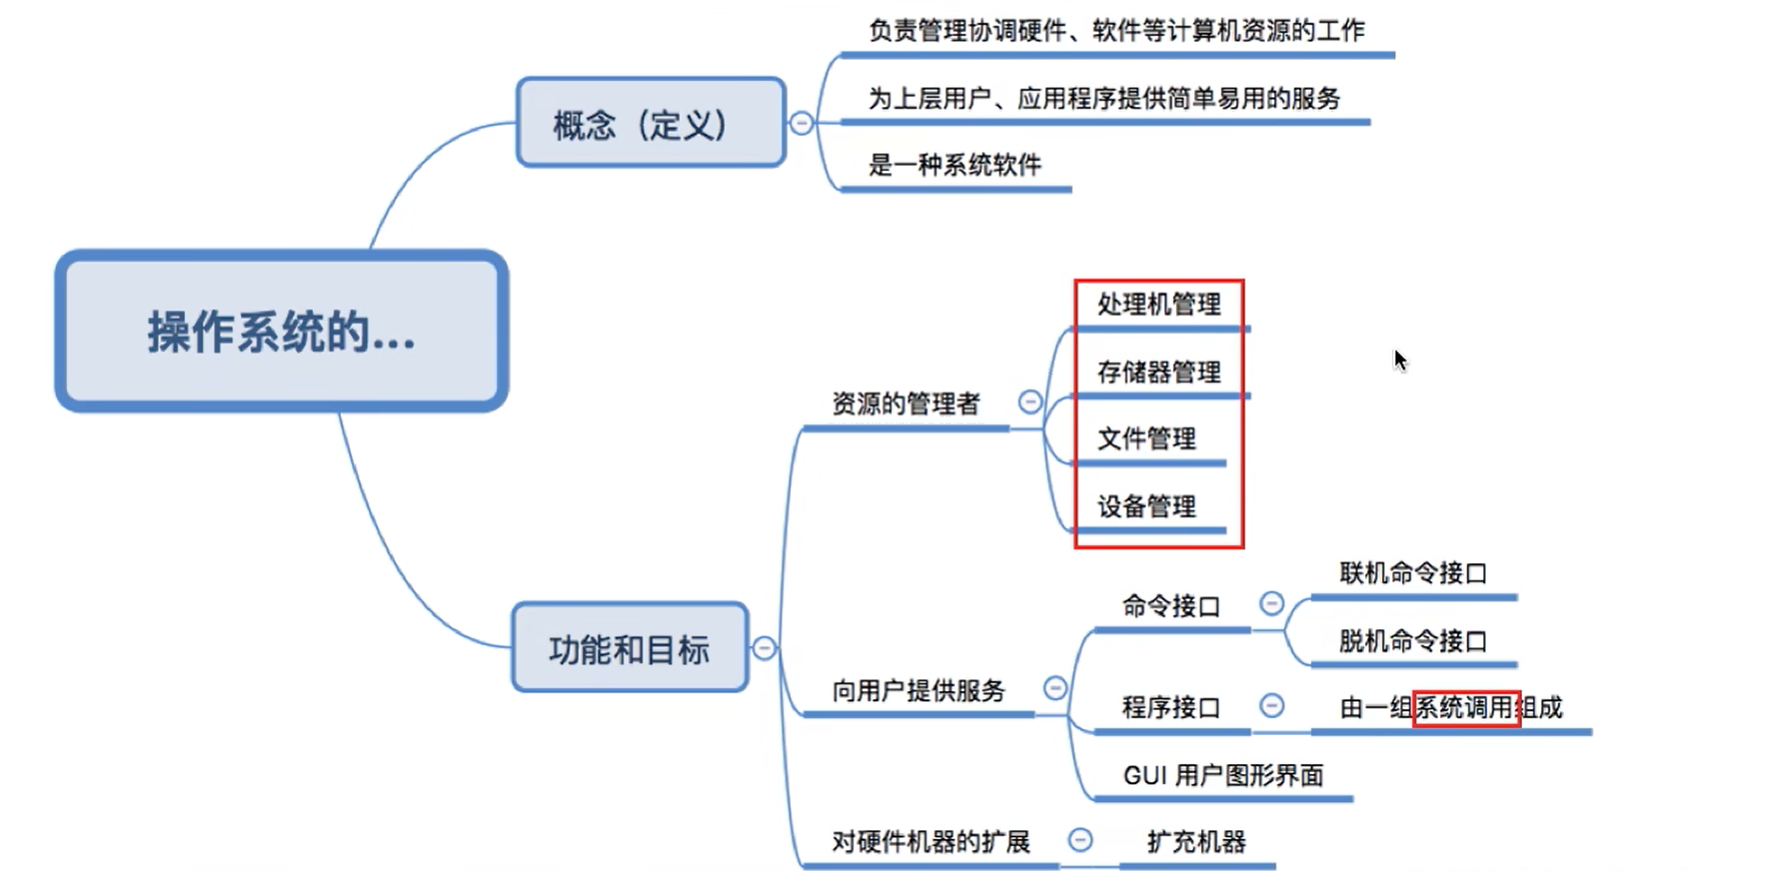 负责管理协调硬件、软件等计算机资源的工作
概念（定义）
为上层用户、应用程序提供简单易用的服务
是一种系统软件
操作系统的...
处理机管理
存储器管理
资源的管理者
文件管理
设备管理
功能和目标
联机命令接口
命令接口
脱机命令接口
向用户提供服务
程序接口
由一组系统调用组成
GUI 用户图形界面
对硬件机器的扩展
扩充机器